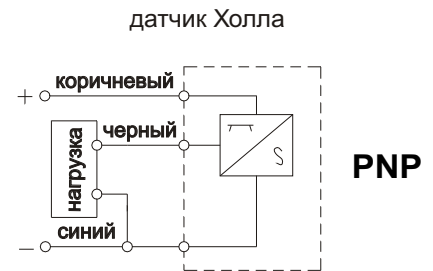 датчик Холла
+ коричневый
черный
нагрузка
S
PNP
синий
−